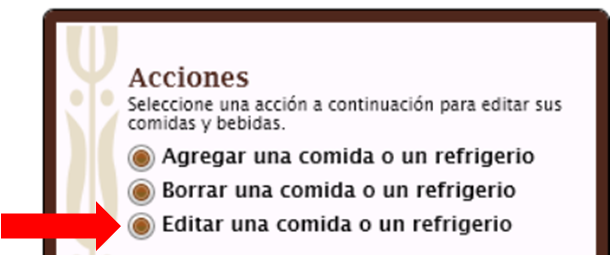 Acciones
Seleccione una acción a continuación para editar sus
comidas y bebidas.
Agregar una comida o un refrigerio
Borrar una comida o un refrigerio
Editar una comida o un refrigerio